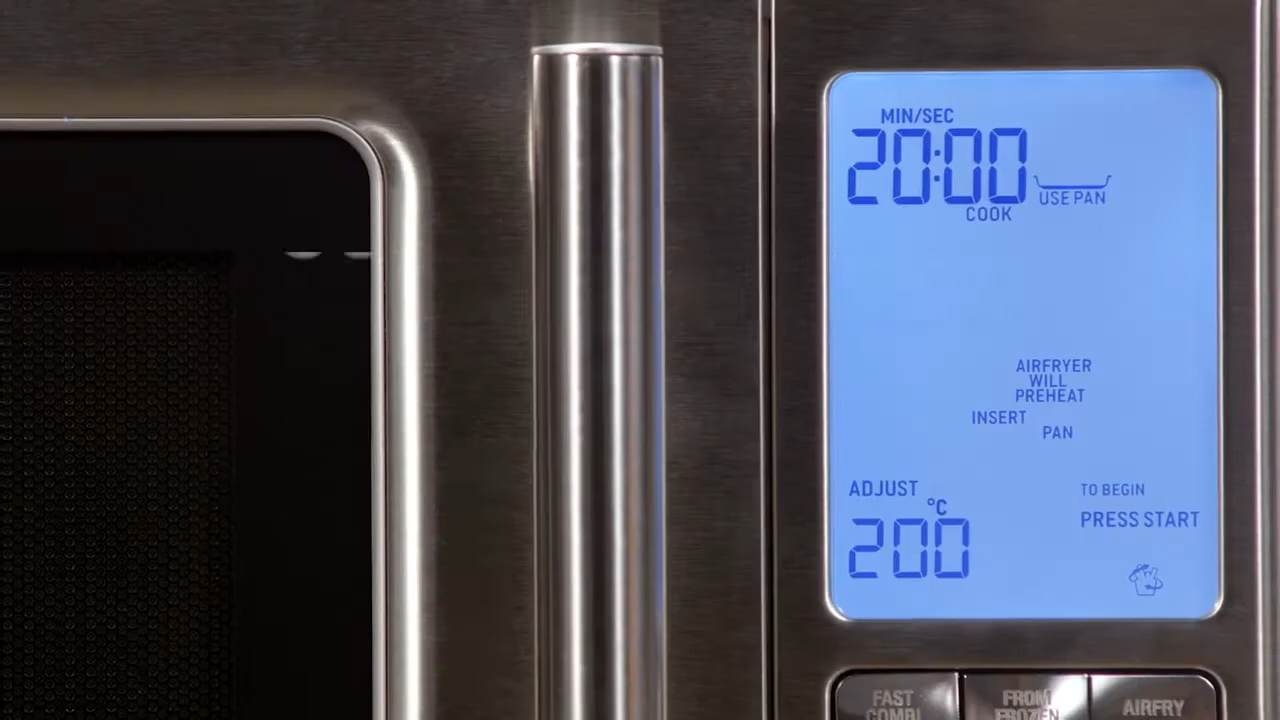 MIN/SEC
20:00
USE PAN
COOK
AIRFRYER
WILL
PREHEAT
INSERT
PAN
ADJUST
TO BEGIN
°C
PRESS START
200
FAST
COMBI
FROM
FROZEN
AIRFRY